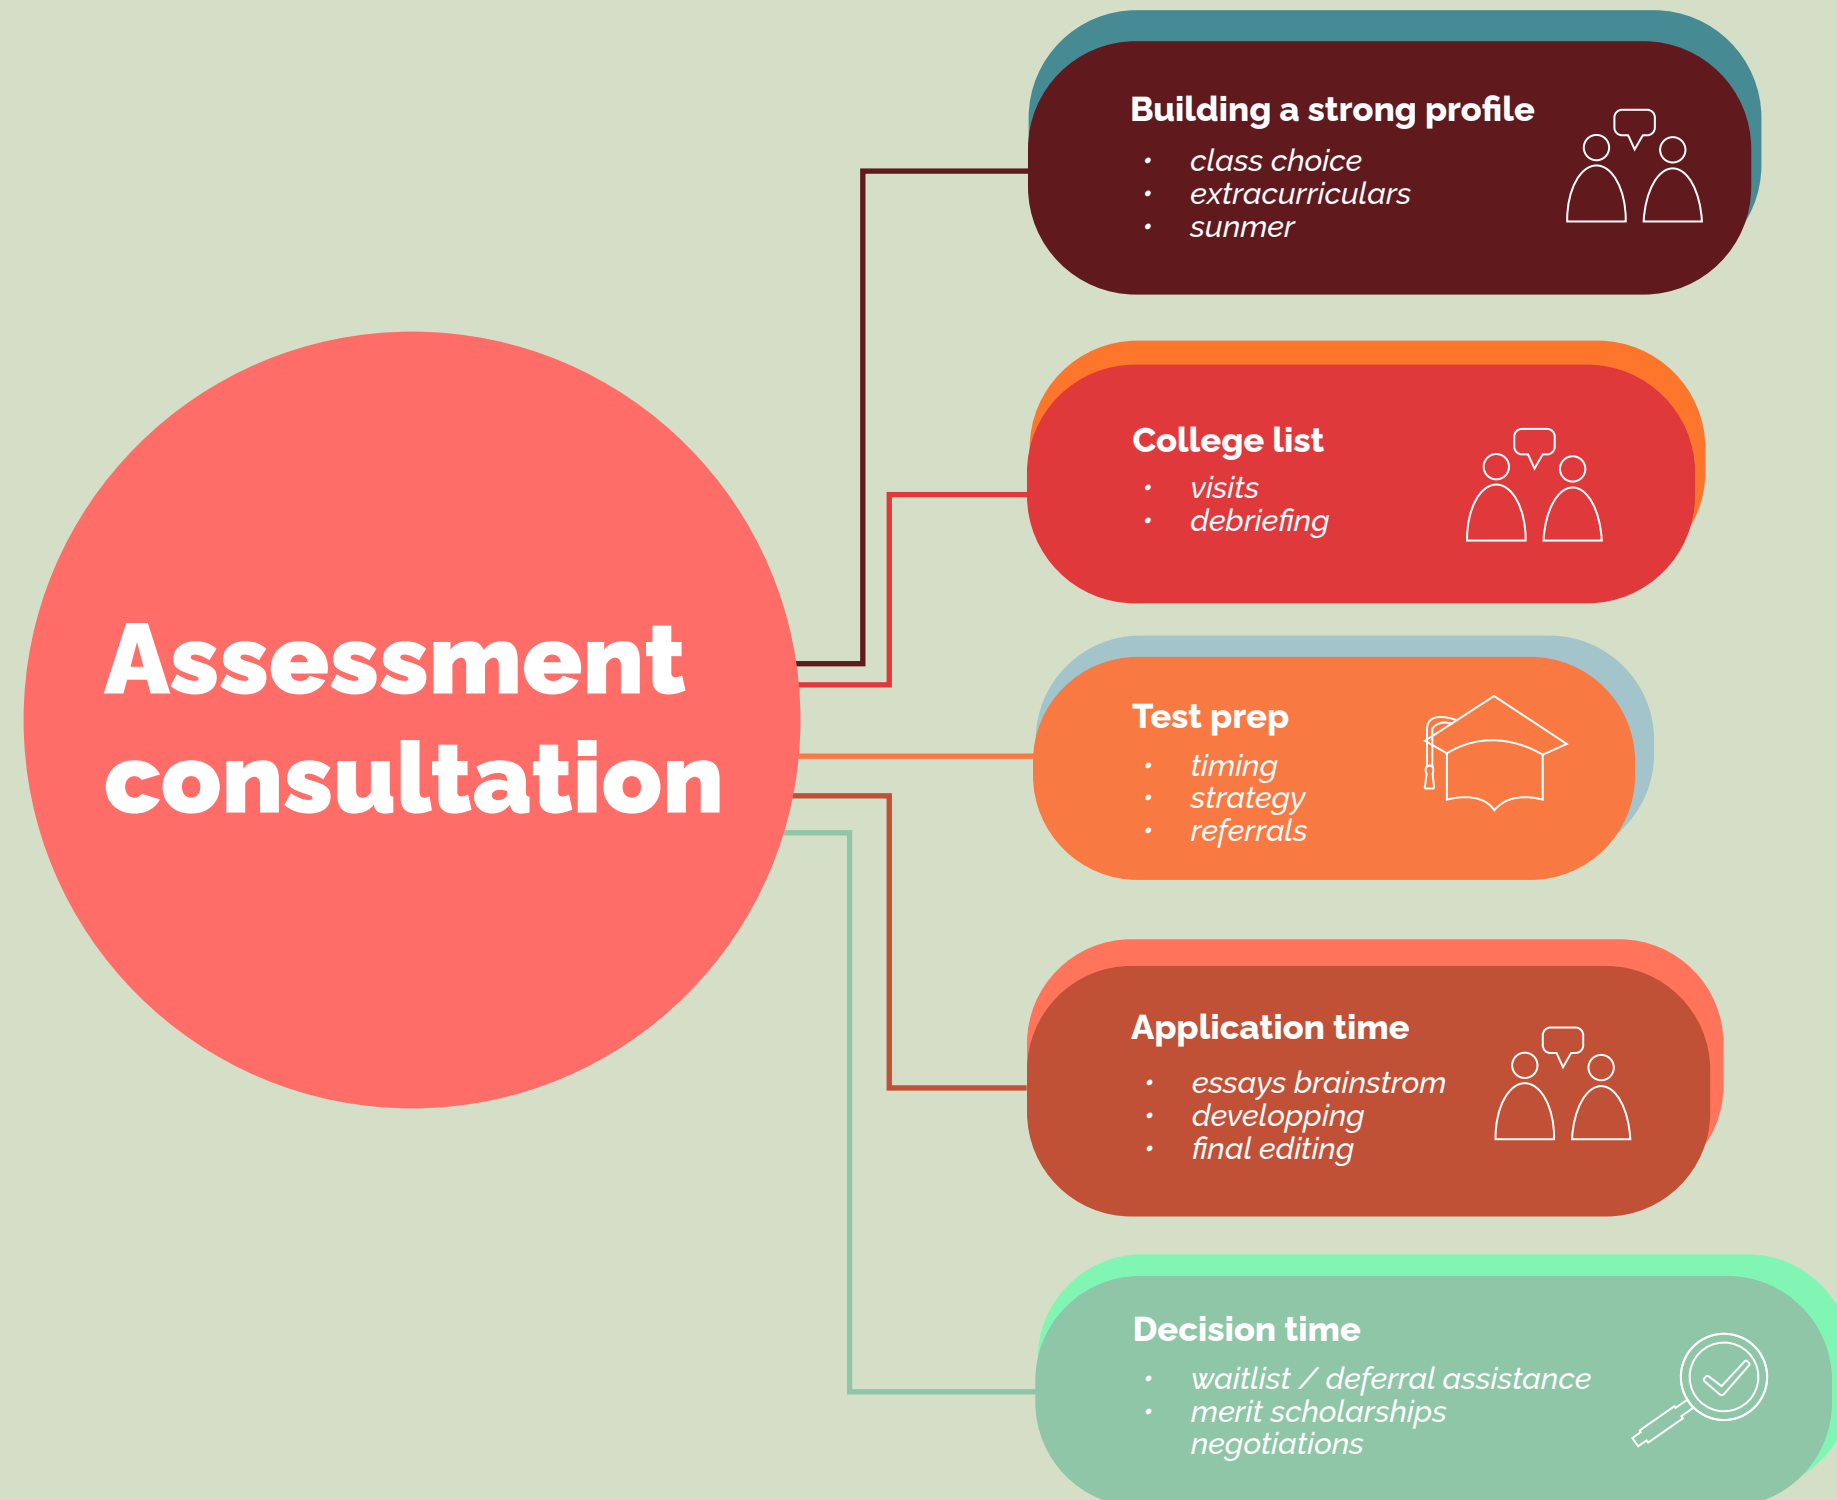 Assessment
consultation
Building a strong profile
• class choice
• extracurriculars
• sunmer
College list
• visits
• debriefing
Test prep
• timing
• strategy
• referrals
Application time
• essays brainstrom
• developping
• final editing
Decision time
• waitlist / deferral assistance
• merit scholarships
negotiations